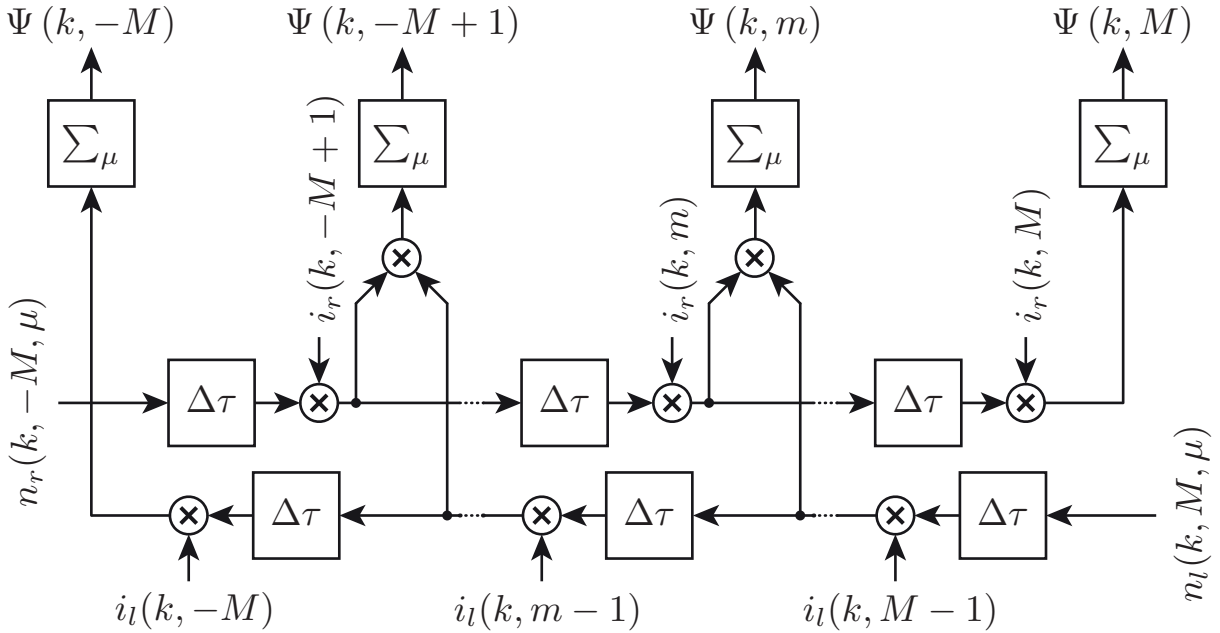 Ψ (k, −M)
Ψ (k, −M + 1)
Ψ (k, m)
Ψ (k, M)
∑μ
∑μ
∑μ
∑μ
i_r(k, −M + 1)
i_r(k, m)
i_r(k, M)
n_r(k, −M, μ)
Δτ
Δτ
Δτ
Δτ
Δτ
Δτ
n_l(k, M, μ)
i_l(k, −M)
i_l(k, m − 1)
i_l(k, M − 1)